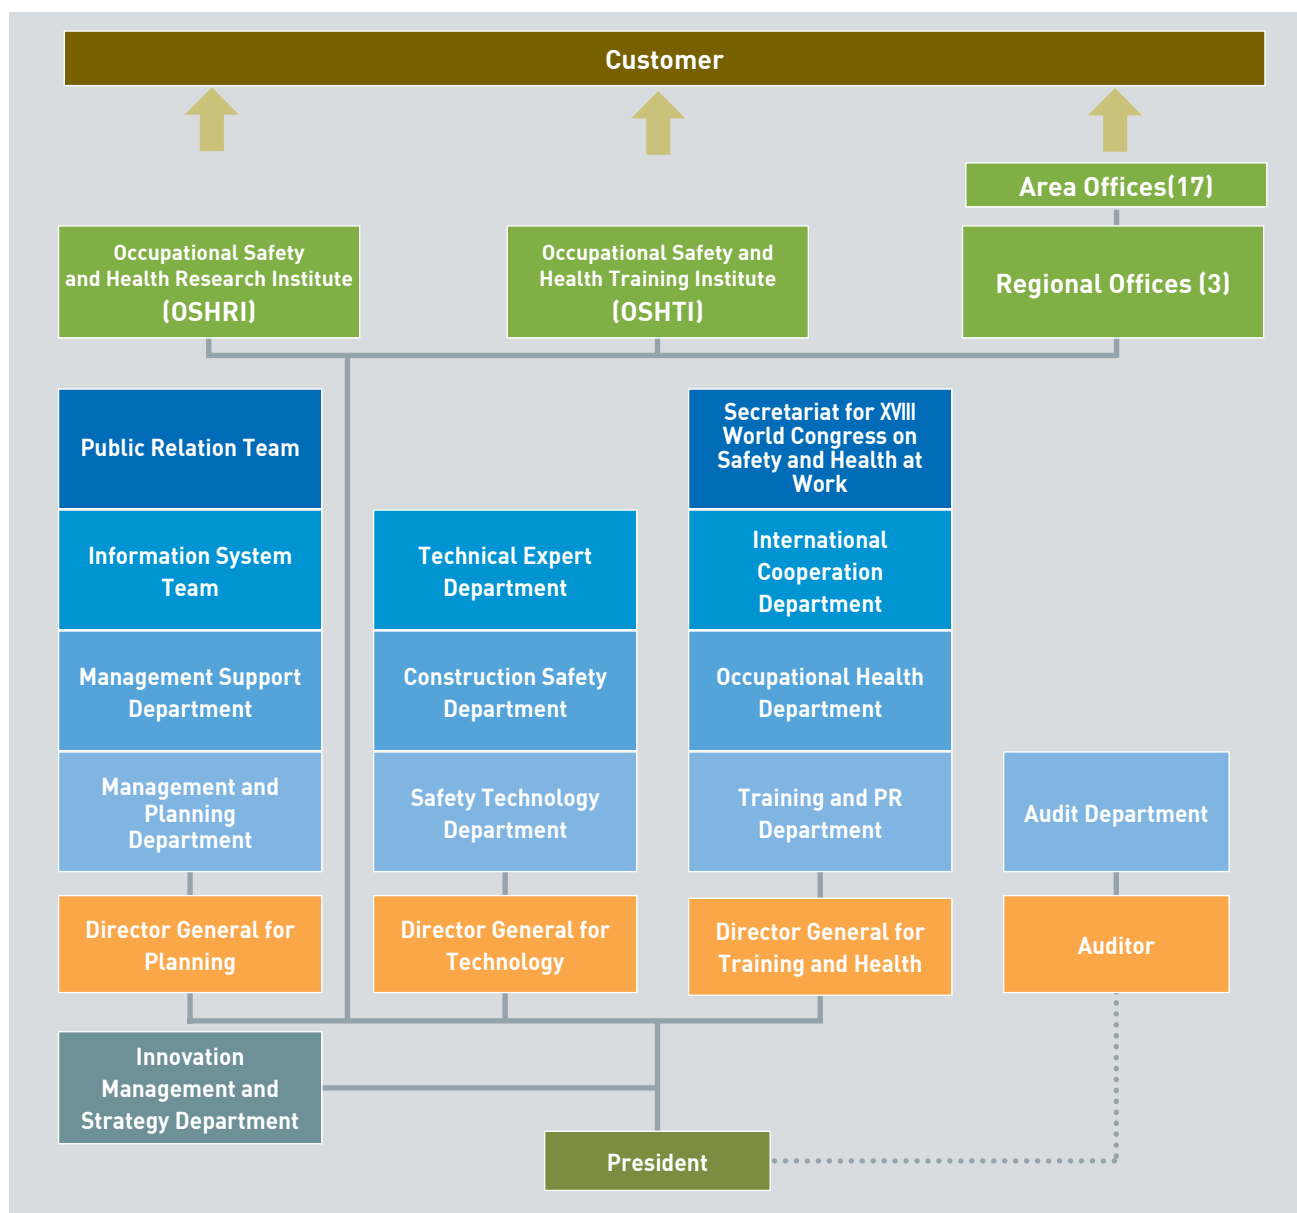 Customer
Area Offices(17)
Occupational Safety
and Health Research Institute
(OSHRI)
Occupational Safety and
Health Training Institute
(OSHTI)
Regional Offices (3)
Public Relation Team
Secretariat for XVIII
World Congress on
Safety and Health at
Work
Information System
Team
Technical Expert
Department
International
Cooperation
Department
Management Support
Department
Construction Safety
Department
Occupational Health
Department
Management and
Planning
Department
Safety Technology
Department
Training and PR
Department
Audit Department
Director General for
Planning
Director General for
Technology
Director General for
Training and Health
Auditor
Innovation
Management and
Strategy Department
President